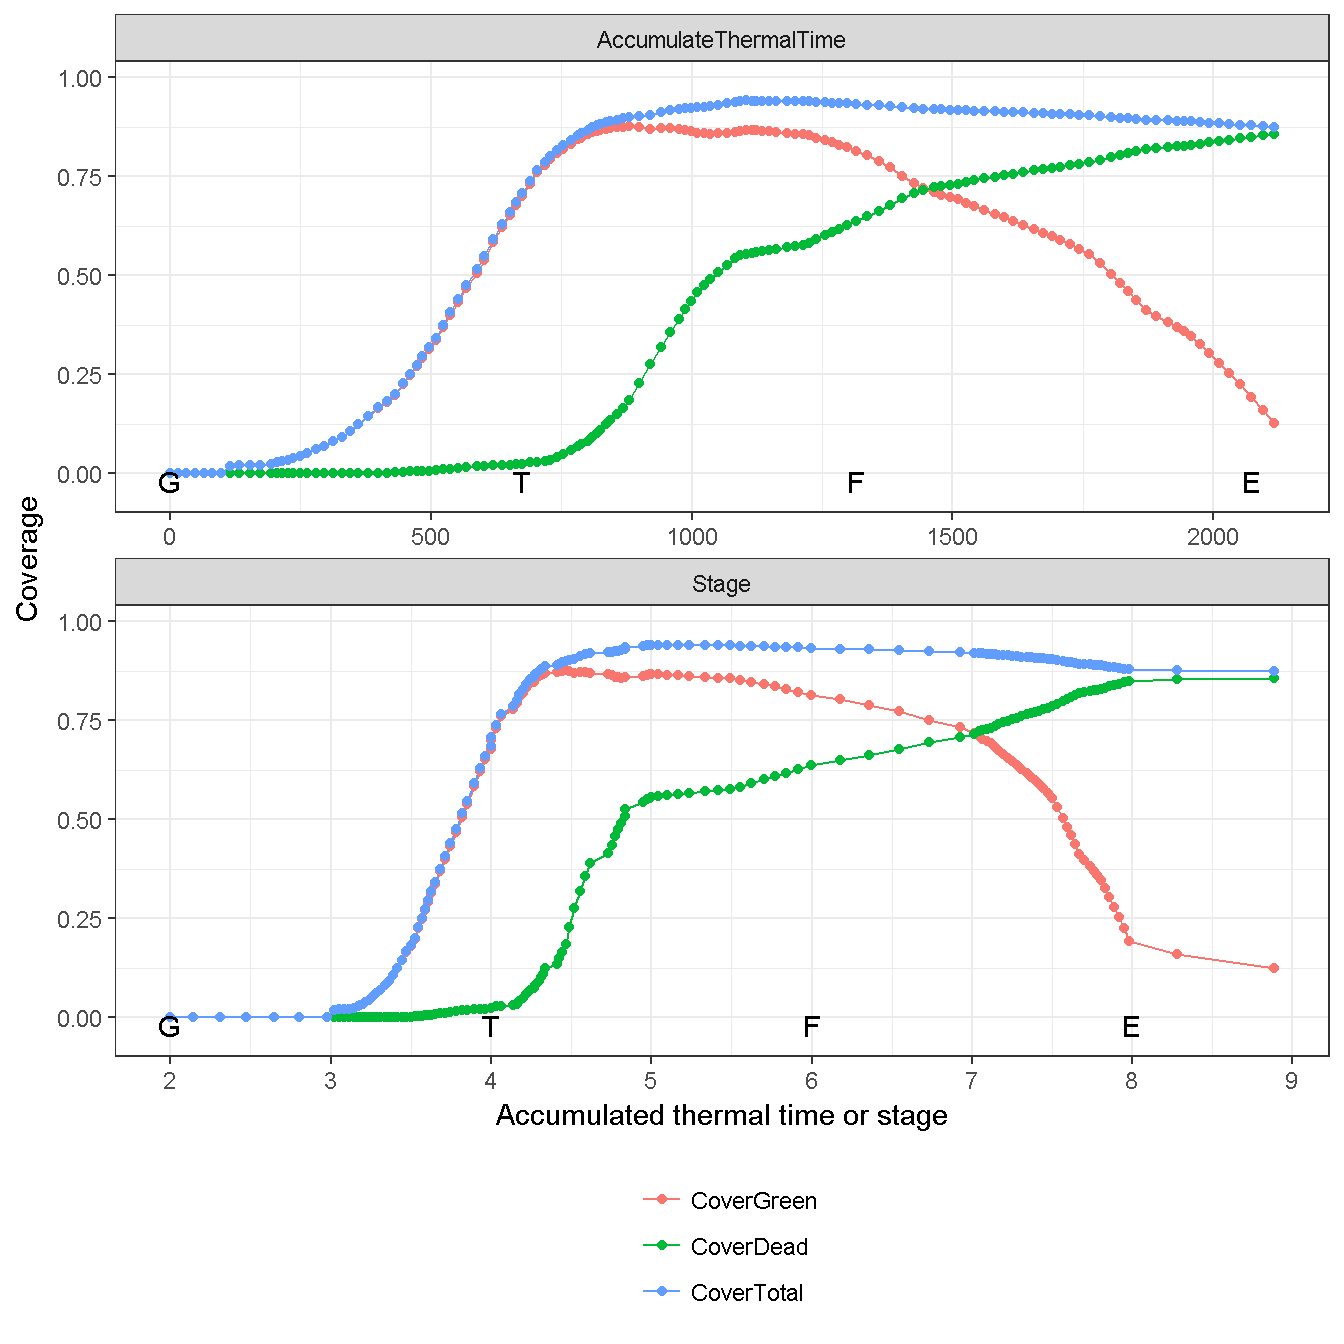 AccumulateThermalTime
1.00
0.75
0.50
0.25
0.00
G T F E
0 500 1000 1500 2000
Coverage
Stage
1.00
0.75
0.50
0.25
0.00
G T F E
2 3 4 5 6 7 8 9
Accumulated thermal time or stage
CoverGreen
CoverDead
CoverTotal